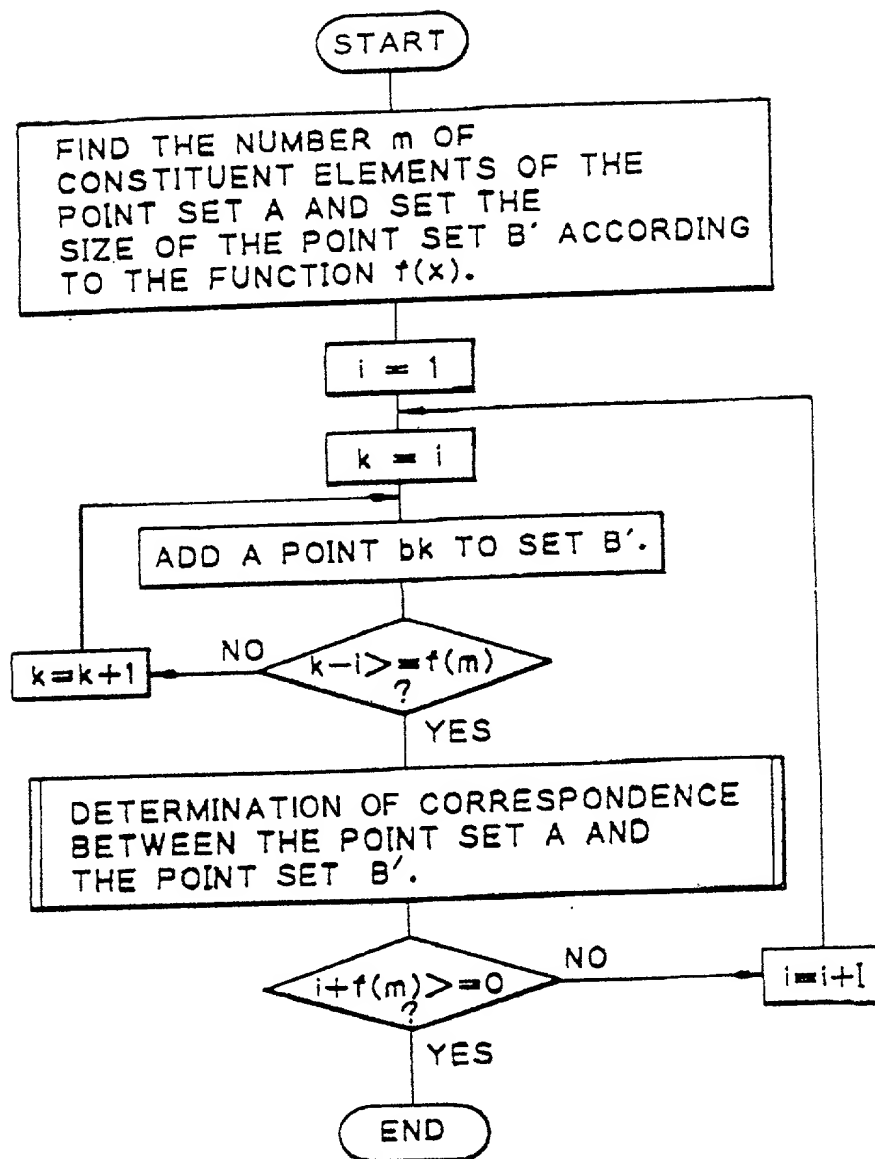 START
FIND THE NUMBER m OF
CONSTITUENT ELEMENTS OF THE
POINT SET A AND SET THE
SIZE OF THE POINT SET B′ ACCORDING
TO THE FUNCTION f(x).
i = 1
k = i
ADD A POINT bk TO SET B′.
k-i>=f(m)
?
NO
k=k+1
YES
DETERMINATION OF CORRESPONDENCE
BETWEEN THE POINT SET A AND
THE POINT SET B′.
i+f(m)>=0
?
NO
i=i+I
YES
END